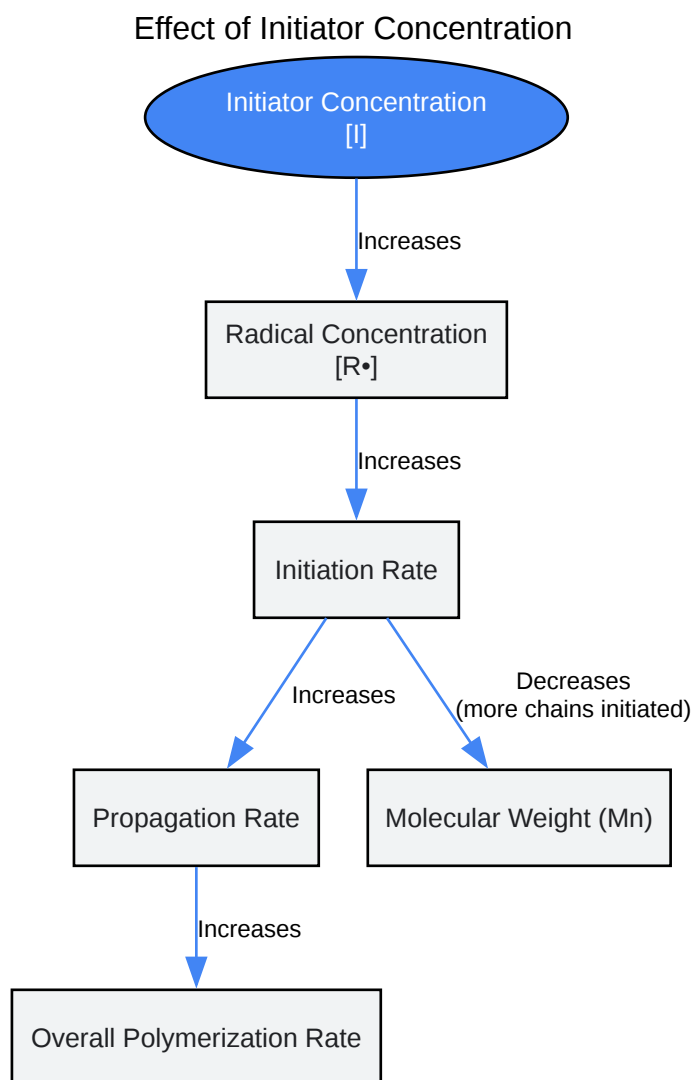 Effect of Initiator Concentration
Initiator Concentration
[I]
Increases
Radical Concentration
[R•]
Increases
Initiation Rate
Increases
Decreases
(more chains initiated)
Propagation Rate
Molecular Weight (Mn)
Increases
Overall Polymerization Rate